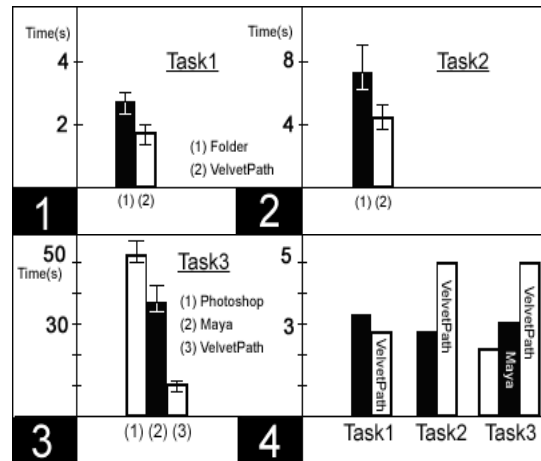 Time(s)
4
2
Task1
(1) Folder
(2) VelvetPath
(1) (2)
1
Time(s)
8
4
Task2
(1) (2)
2
50
Time(s)
30
Task3
(1) Photoshop
(2) Maya
(3) VelvetPath
(1) (2) (3)
3
5
3
VelvetPath
VelvetPath
Maya
VelvetPath
Task1 Task2 Task3
4